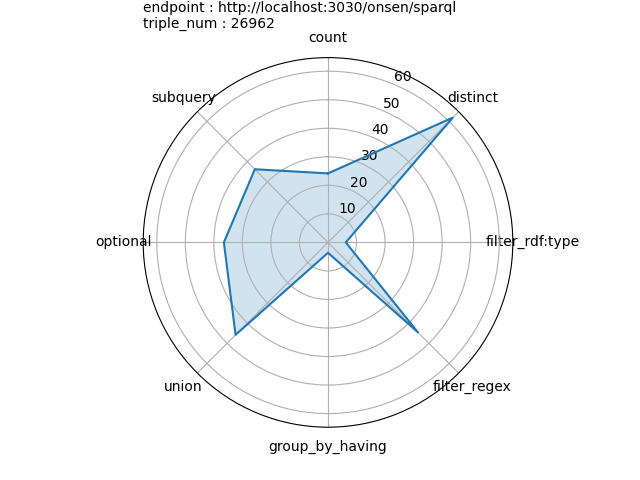 endpoint : http://localhost:3030/onsen/sparql
triple_num : 26962
count
60
subquery
distinct
50
40
30
20
10
optional
filter_rdf:type
union
filter_regex
group_by_having